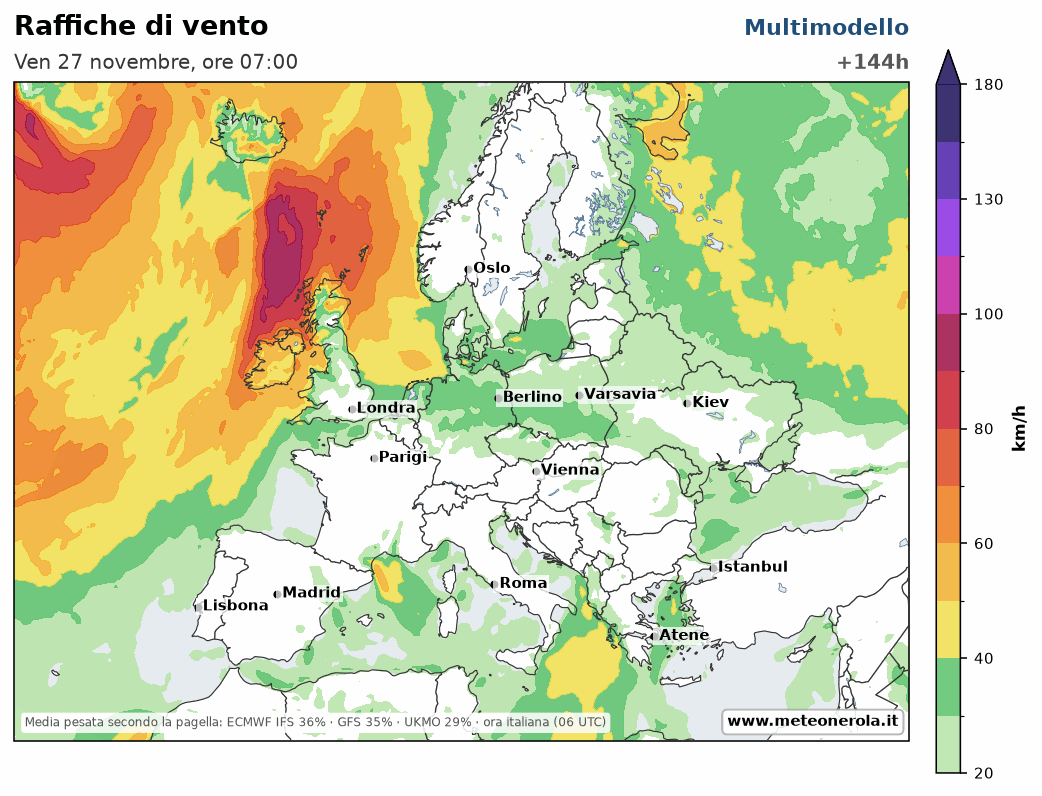 Raffiche di vento
Multimodello
Ven 27 novembre, ore 07:00
+144h
180
130
100
80
60
40
20
km/h
Oslo
Berlino
Varsavia
Kiev
Londra
Parigi
Vienna
Istanbul
Roma
Madrid
Lisbona
Atene
Media pesata secondo la pagella: ECMWF IFS 36% · GFS 35% · UKMO 29% · ora italiana (06 UTC)
www.meteonerola.it